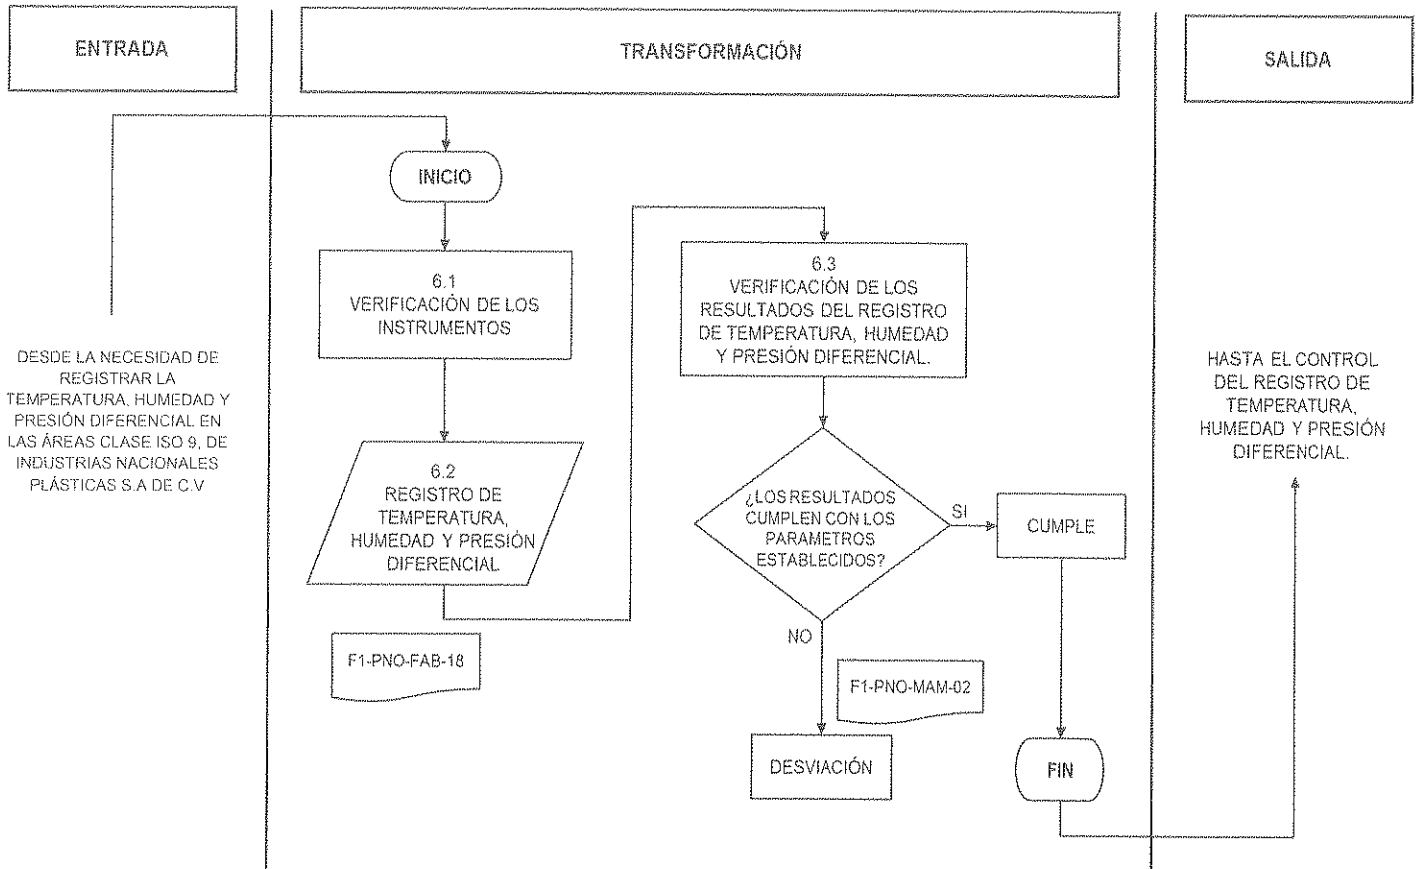 ENTRADA
TRANSFORMACIÓN
SALIDA
DESDE LA NECESIDAD DE
REGISTRAR LA
TEMPERATURA, HUMEDAD Y
PRESIÓN DIFERENCIAL EN
LAS ÁREAS CLASE ISO 9, DE
INDUSTRIAS NACIONALES
PLÁSTICAS S.A DE C.V
INICIO
6.1
VERIFICACIÓN DE LOS
INSTRUMENTOS
6.2
REGISTRO DE
TEMPERATURA,
HUMEDAD Y PRESIÓN
DIFERENCIAL
F1-PNO-FAB-18
6.3
VERIFICACIÓN DE LOS
RESULTADOS DEL REGISTRO
DE TEMPERATURA, HUMEDAD
Y PRESIÓN DIFERENCIAL.
¿LOS RESULTADOS
CUMPLEN CON LOS
PARAMETROS
ESTABLECIDOS?
SI
CUMPLE
NO
F1-PNO-MAM-02
DESVIACIÓN
FIN
HASTA EL CONTROL
DEL REGISTRO DE
TEMPERATURA,
HUMEDAD Y PRESIÓN
DIFERENCIAL.